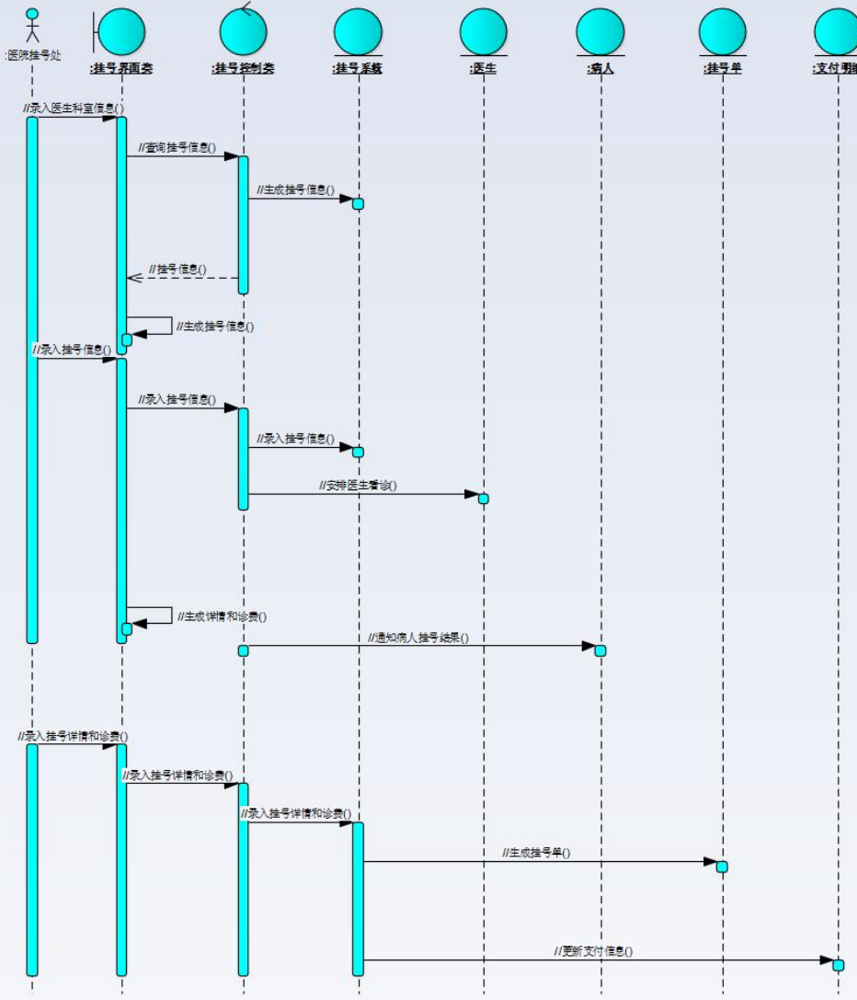 :医院挂号处
:挂号界面类
:挂号控制类
:挂号系统
:医生
:病人
:挂号单
:支付明细
//录入医生科室信息()
//查询挂号信息()
//生成挂号信息()
//挂号信息()
//生成挂号信息()
//录入挂号信息()
//录入挂号信息()
//录入挂号信息()
//安排医生看诊()
//生成详情和诊费()
//通知病人挂号结果()
//录入挂号详情和诊费()
//录入挂号详情和诊费()
//录入挂号详情和诊费()
//生成挂号单()
//更新支付信息()